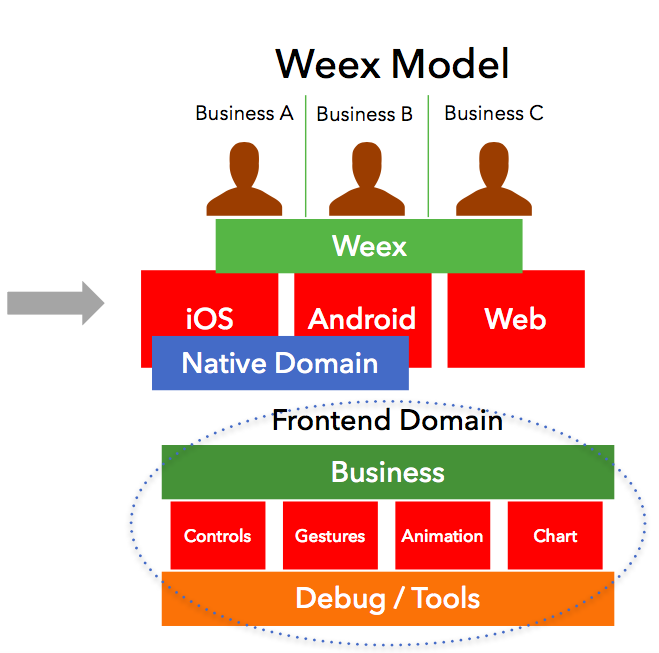 Weex Model
Business A
Business B
Business C
Weex
iOS
Android
Web
Native Domain
Frontend Domain
Business
Controls
Gestures
Animation
Chart
Debug / Tools